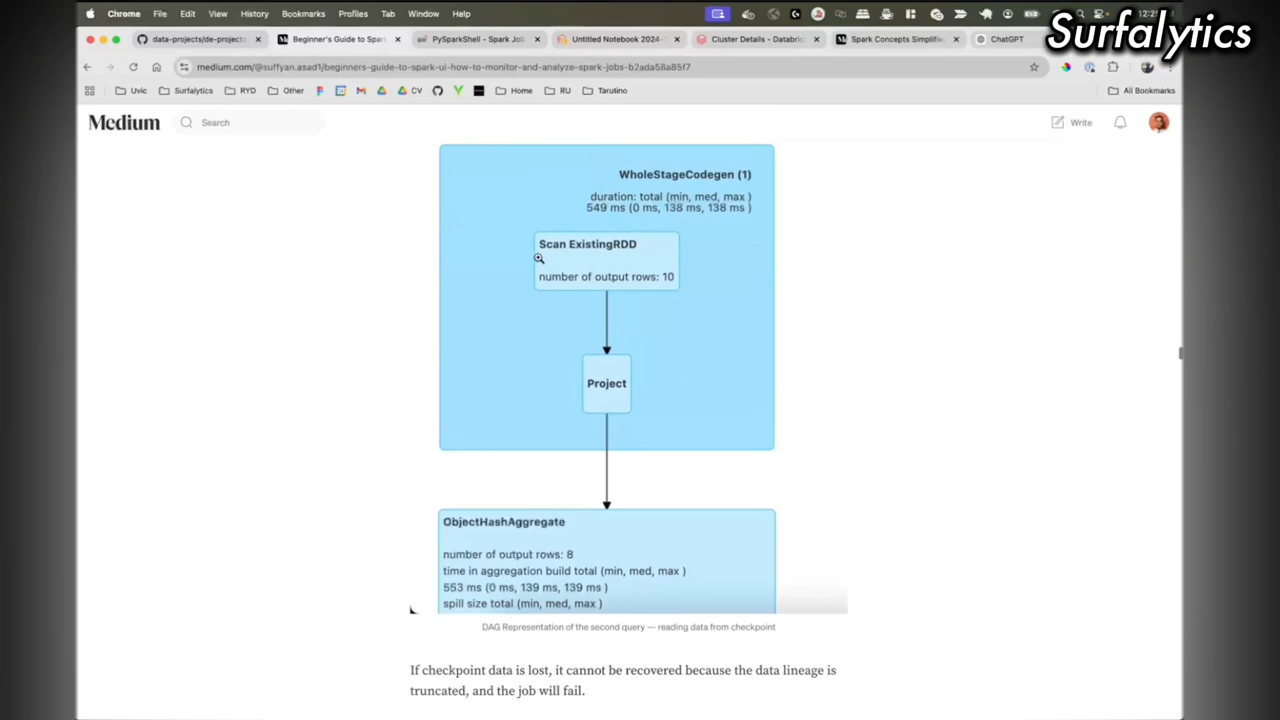 Chrome File Edit View History Bookmarks Profiles Tab Window Help
Surfalytics
data-projects/de-projects
Beginner's Guide to Spark
PySparkShell - Spark Job
Untitled Notebook 2024-
Cluster Details - Databric
Spark Concepts Simplifie
ChatGPT
medium.com/@suffyan.asad1/beginners-guide-to-spark-ui-how-to-monitor-and-analyze-spark-jobs-b2ada58a85f7
Uvic Surfalytics RYD Other CV Home RU Tarutino All Bookmarks
Medium Search Write
WholeStageCodegen (1)
duration: total (min, med, max )
549 ms (0 ms, 138 ms, 138 ms )
Scan ExistingRDD
number of output rows: 10
Project
ObjectHashAggregate
number of output rows: 8
time in aggregation build total (min, med, max )
553 ms (0 ms, 139 ms, 139 ms )
spill size total (min, med, max )
DAG Representation of the second query — reading data from checkpoint
If checkpoint data is lost, it cannot be recovered because the data lineage is
truncated, and the job will fail.